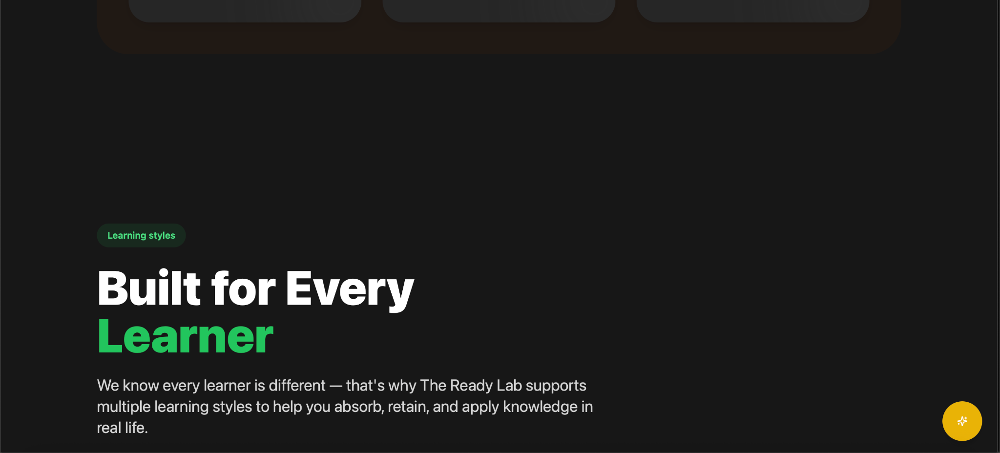 Learning styles
Built for Every
Learner
We know every learner is different — that's why The Ready Lab supports
multiple learning styles to help you absorb, retain, and apply knowledge in
real life.